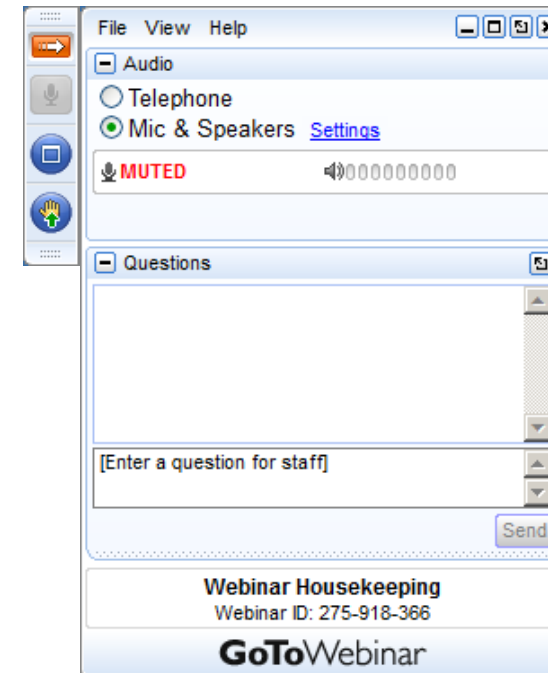 File View Help
Audio
Telephone
Mic & Speakers Settings
MUTED
Questions
[Enter a question for staff]
Send
Webinar Housekeeping
Webinar ID: 275-918-366
GoToWebinar